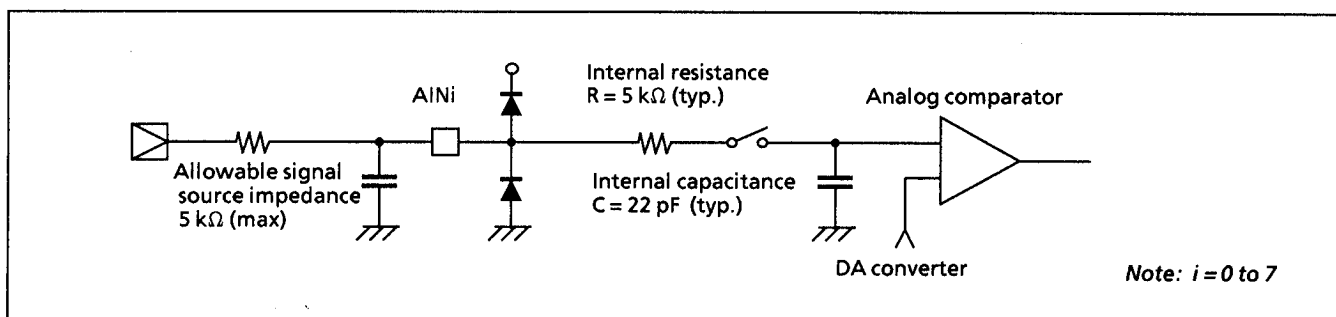 AINi
Internal resistance
R = 5 kΩ (typ.)
Analog comparator
Allowable signal
source impedance
5 kΩ (max)
Internal capacitance
C = 22 pF (typ.)
DA converter
Note: i = 0 to 7